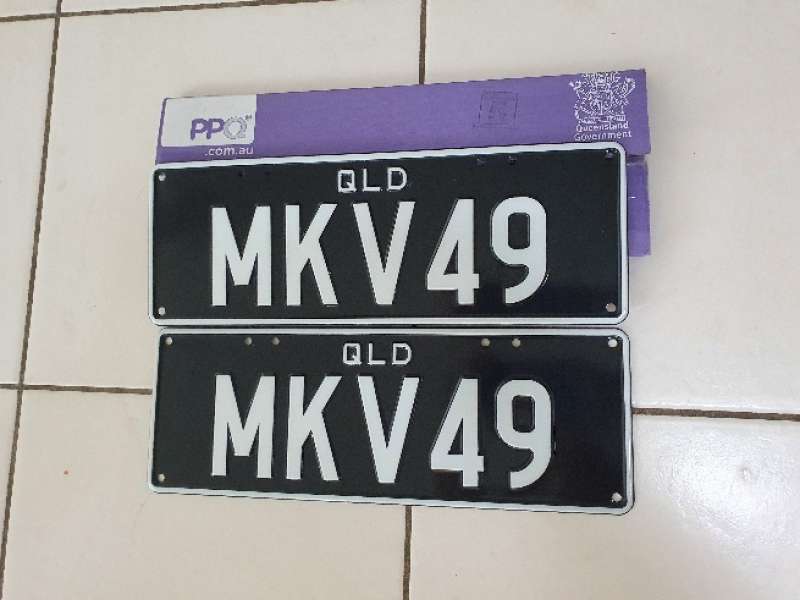 PPQ
.com.au
Queensland
Government
QLD
MKV49
QLD
MKV49